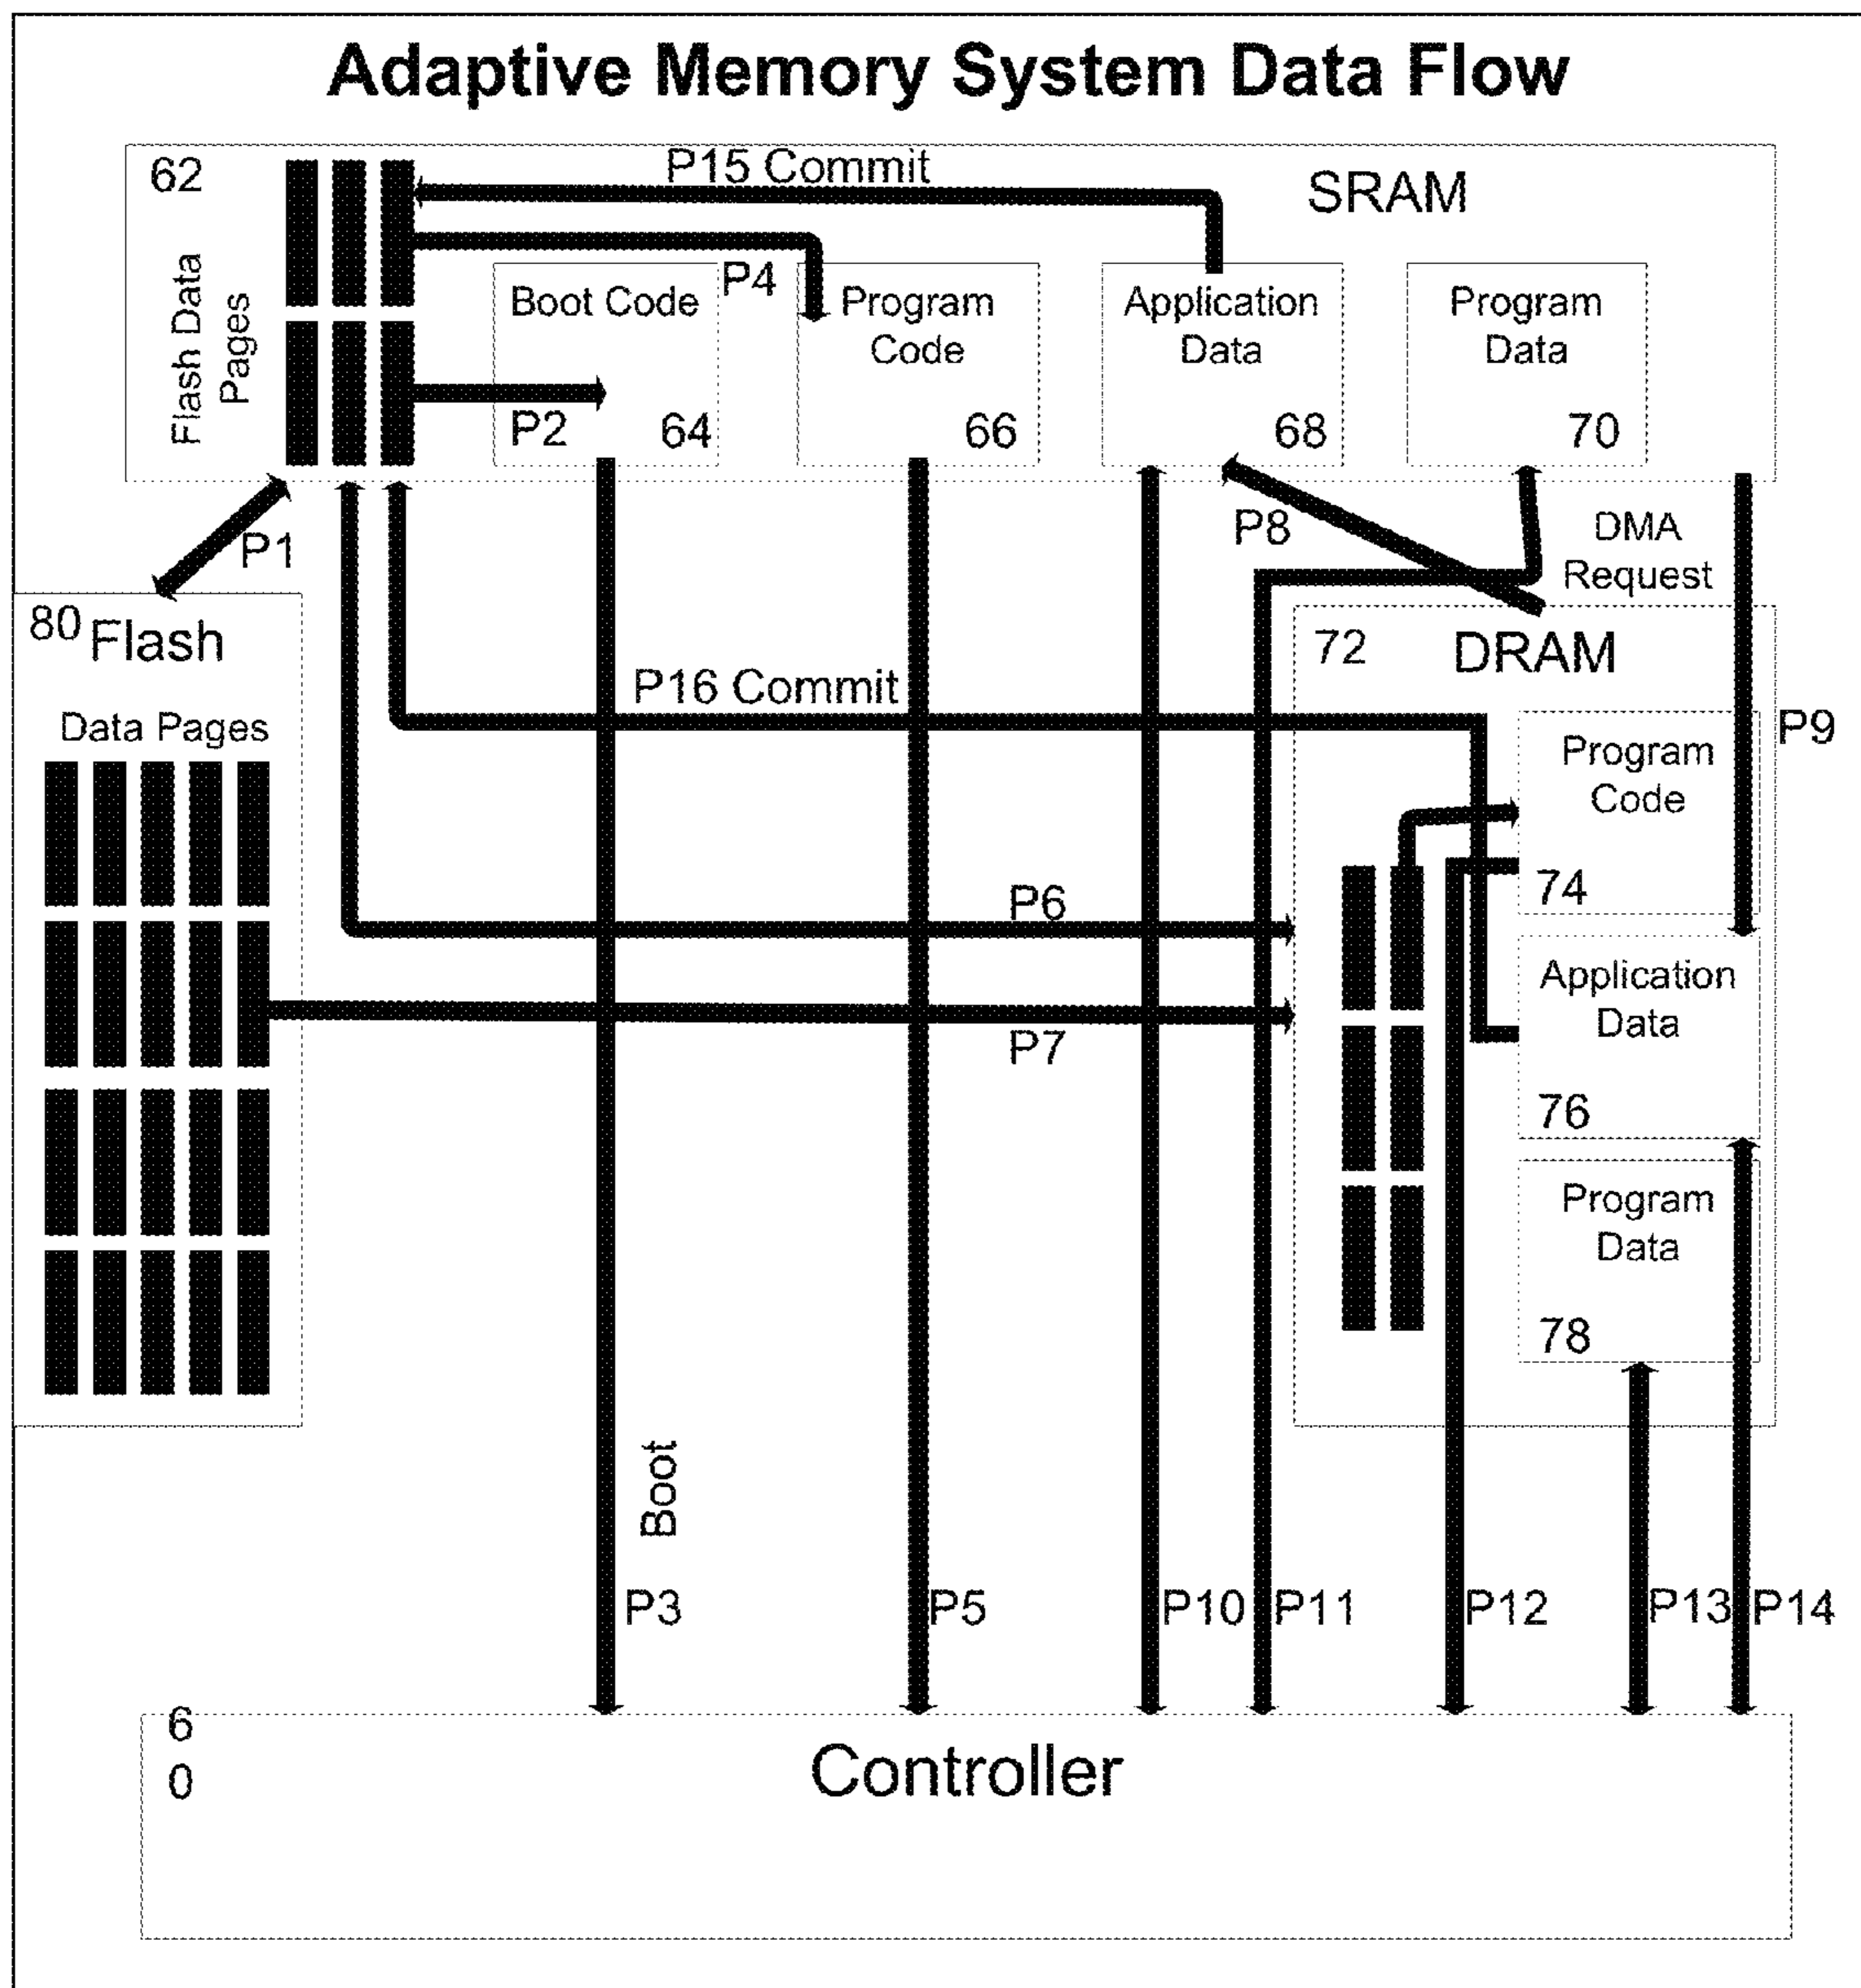 Adaptive Memory System Data Flow
62
P15 Commit
SRAM
Flash Data
Pages
P4
Boot Code
Program
Code
Application
Data
Program
Data
P2
64
66
68
70
P1
P8
DMA
Request
80
Flash
72
DRAM
P16 Commit
P9
Data Pages
Program
Code
74
P6
Application
Data
P7
76
Program
Data
78
Boot
P3
P5
P10
P11
P12
P13
P14
6
0
Controller